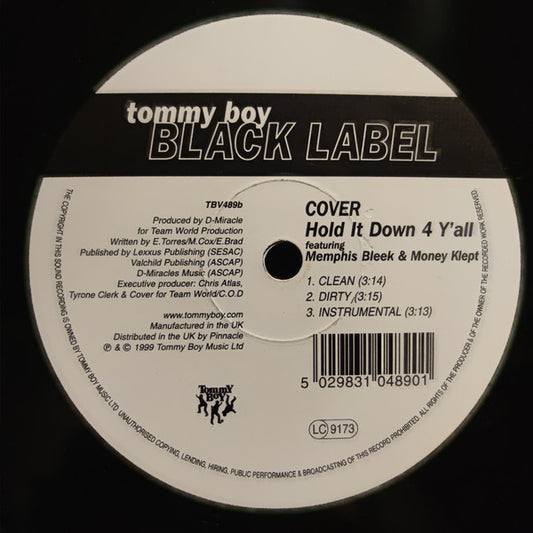 tommy boy
BLACK LABEL
TBV489b
Produced by D-Miracle
for Team World Production
Written by E.Torres/M.Cox/E.Brad
Published by Lexxus Publishing (SESAC)
Valchild Publishing (ASCAP)
D-Miracles Music (ASCAP)
Executive producer: Chris Atlas,
Tyrone Clerk & Cover for Team World/C.O.D
www.tommyboy.com
Manufactured in the UK
Distributed in the UK by Pinnacle
℗ & © 1999 Tommy Boy Music Ltd
Tommy
Boy
COVER
Hold It Down 4 Y'all
featuring
Memphis Bleek & Money Klept
1. CLEAN (3:14)
2. DIRTY (3:15)
3. INSTRUMENTAL (3:13)
5 029831 048901
LC 9173
THE COPYRIGHT IN THIS SOUND RECORDING IS OWNED BY TOMMY BOY MUSIC LTD. UNAUTHORISED COPYING, LENDING, HIRING, PUBLIC PERFORMANCE & BROADCASTING OF THIS RECORD PROHIBITED. ALL RIGHTS OF THE PRODUCER & OF THE OWNER OF THE RECORDED WORK RESERVED.